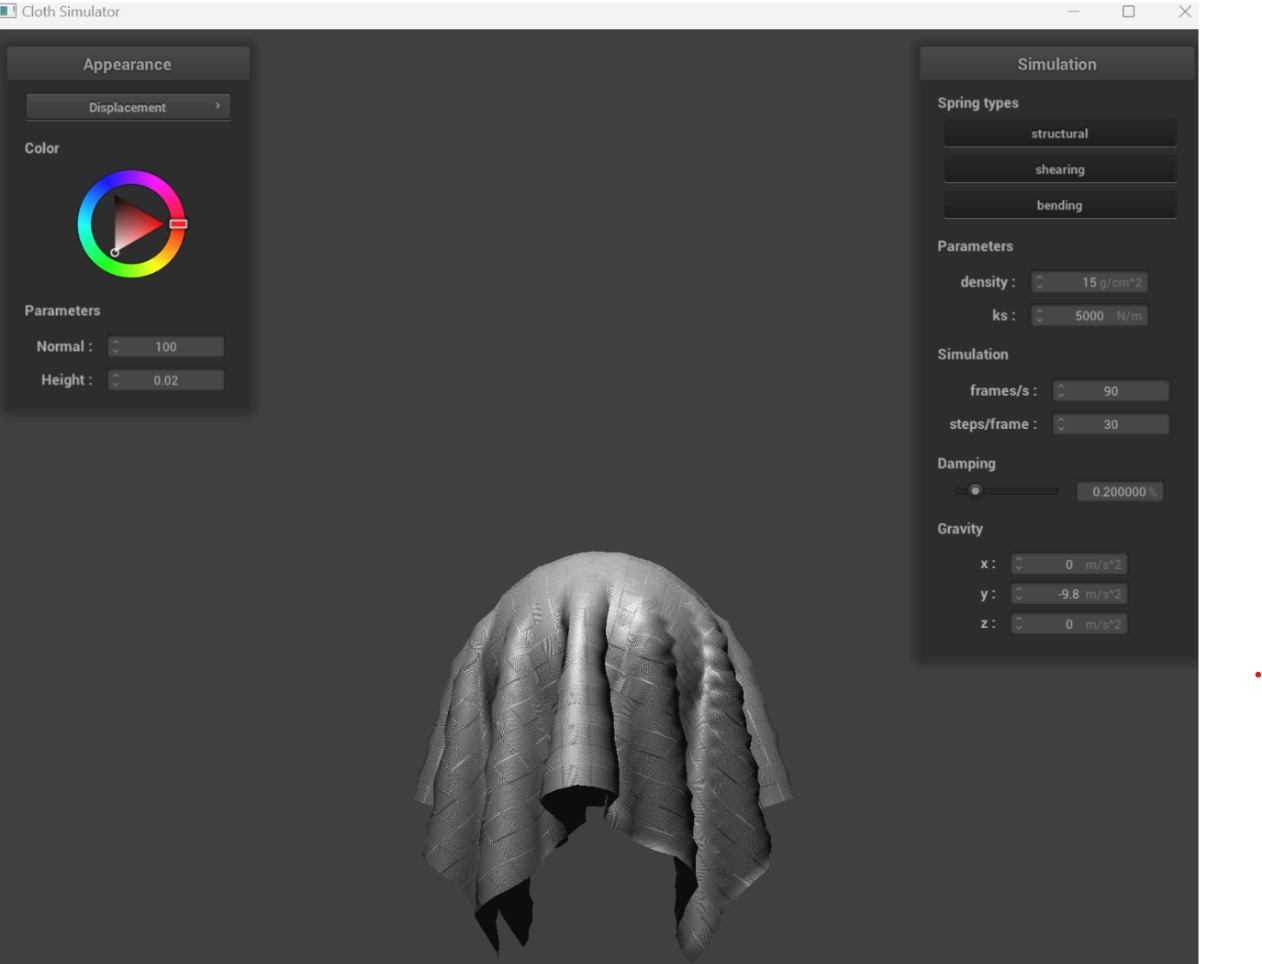 Cloth Simulator
Appearance
Displacement
Color
Parameters
Normal : 100
Height : 0.02
Simulation
Spring types
structural
shearing
bending
Parameters
density : 15 g/cm^2
ks : 5000 N/m
Simulation
frames/s : 90
steps/frame : 30
Damping
0.200000 %
Gravity
x : 0 m/s^2
y : -9.8 m/s^2
z : 0 m/s^2